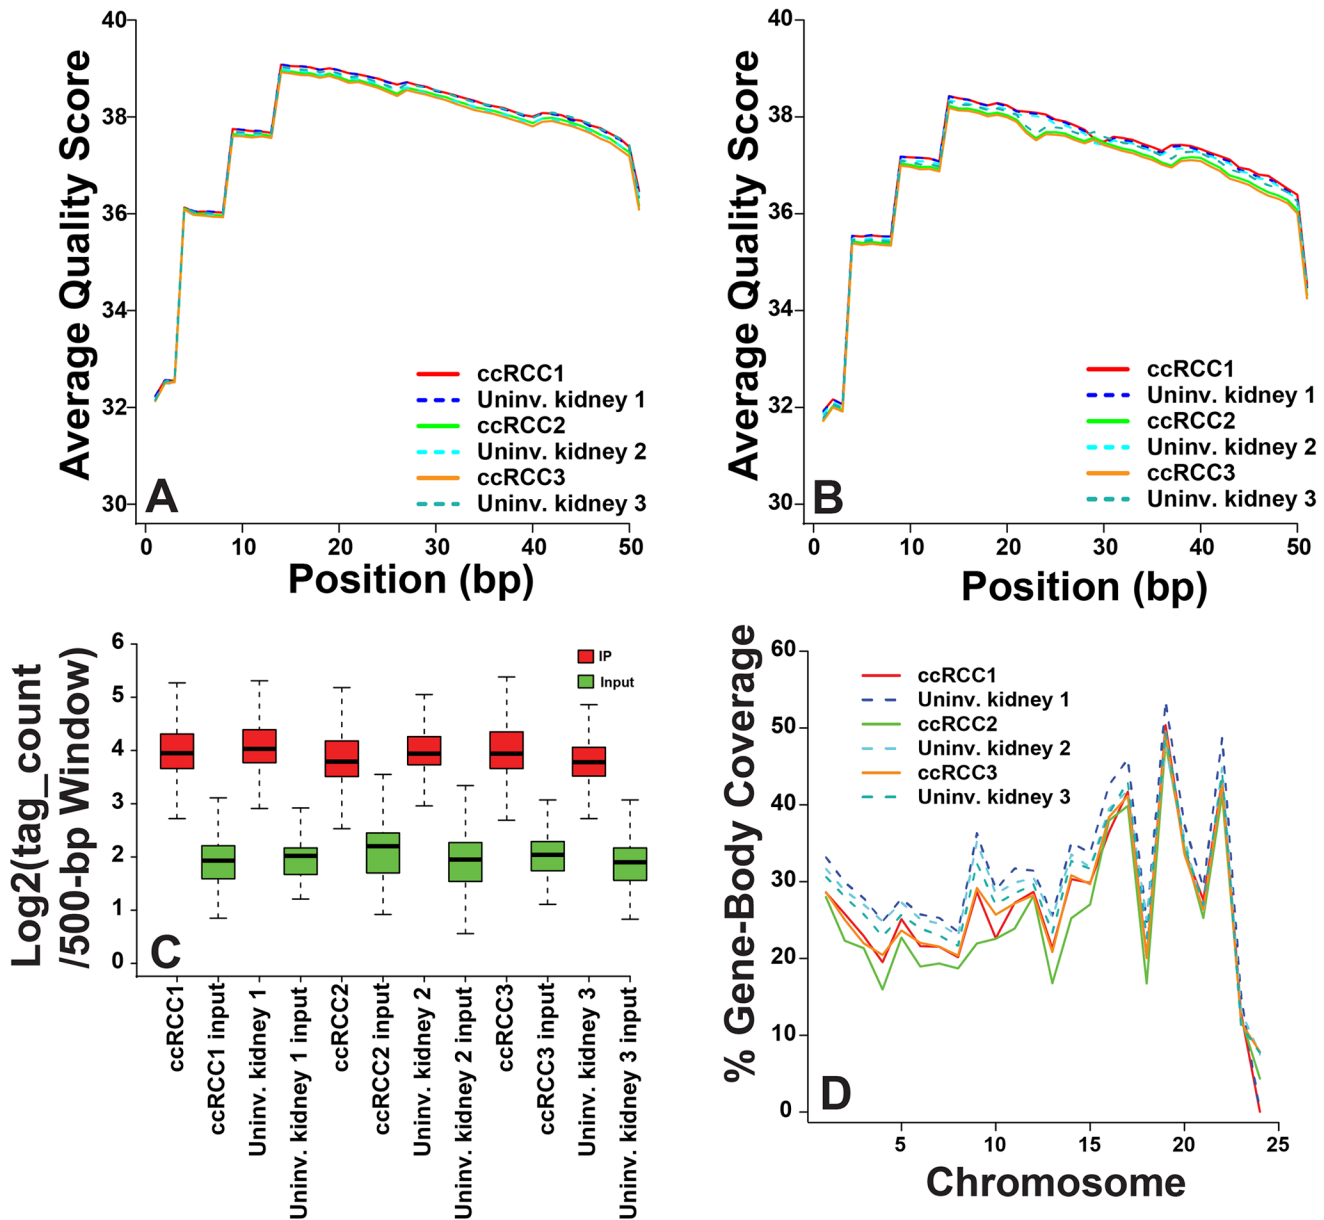 40
38
36
34
32
30
Average Quality Score
ccRCC1
Uninv. kidney 1
ccRCC2
Uninv. kidney 2
ccRCC3
Uninv. kidney 3
A
0 10 20 30 40 50
Position (bp)
40
38
36
34
32
30
Average Quality Score
ccRCC1
Uninv. kidney 1
ccRCC2
Uninv. kidney 2
ccRCC3
Uninv. kidney 3
B
0 10 20 30 40 50
Position (bp)
Log2(tag_count
/500-bp Window)
6
5
4
3
2
1
0
IP
Input
C
ccRCC1
ccRCC1 input
Uninv. kidney 1
Uninv. kidney 1 input
ccRCC2
ccRCC2 input
Uninv. kidney 2
Uninv. kidney 2 input
ccRCC3
ccRCC3 input
Uninv. kidney 3
Uninv. kidney 3 input
% Gene-Body Coverage
60
50
40
30
20
10
0
ccRCC1
Uninv. kidney 1
ccRCC2
Uninv. kidney 2
ccRCC3
Uninv. kidney 3
D
5 10 15 20 25
Chromosome